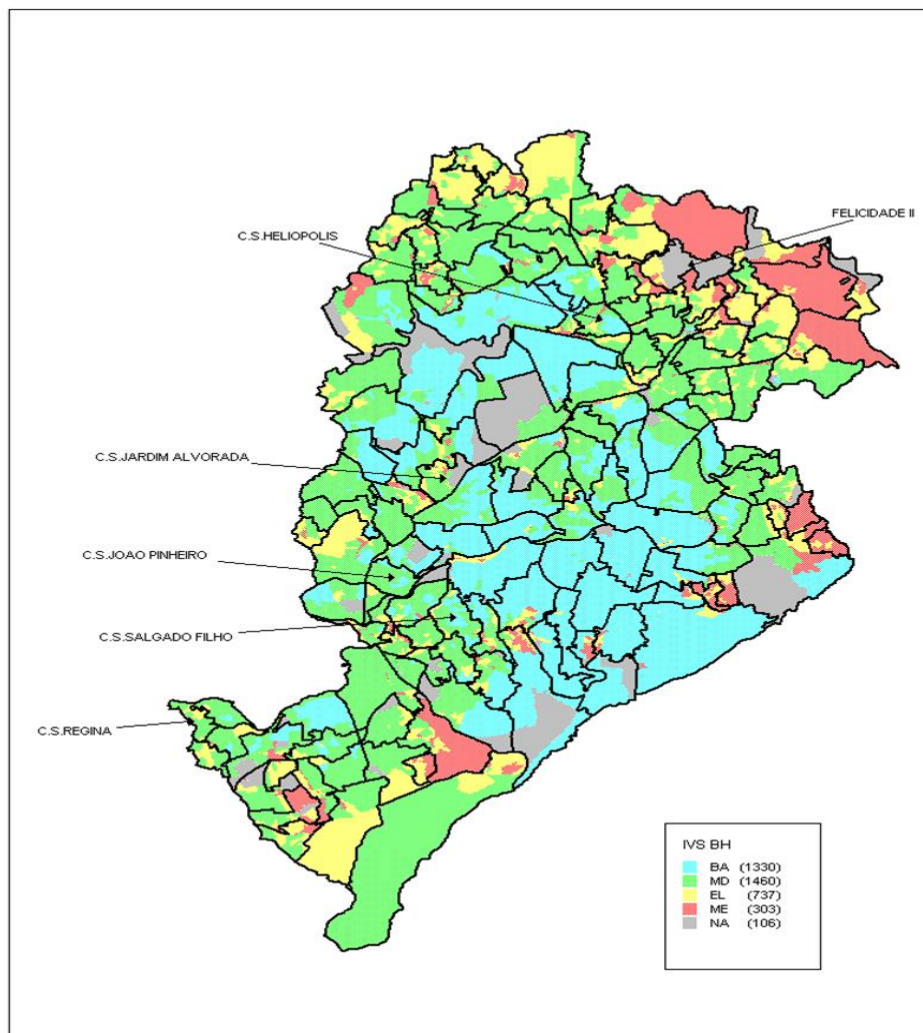 FELICIDADE II
C.S.HELIOPOLIS
C.S.JARDIM ALVORADA
C.S.JOAO PINHEIRO
C.S.SALGADO FILHO
C.S.REGINA
IVS BH
BA (1330)
MD (1460)
EL (737)
ME (303)
NA (106)